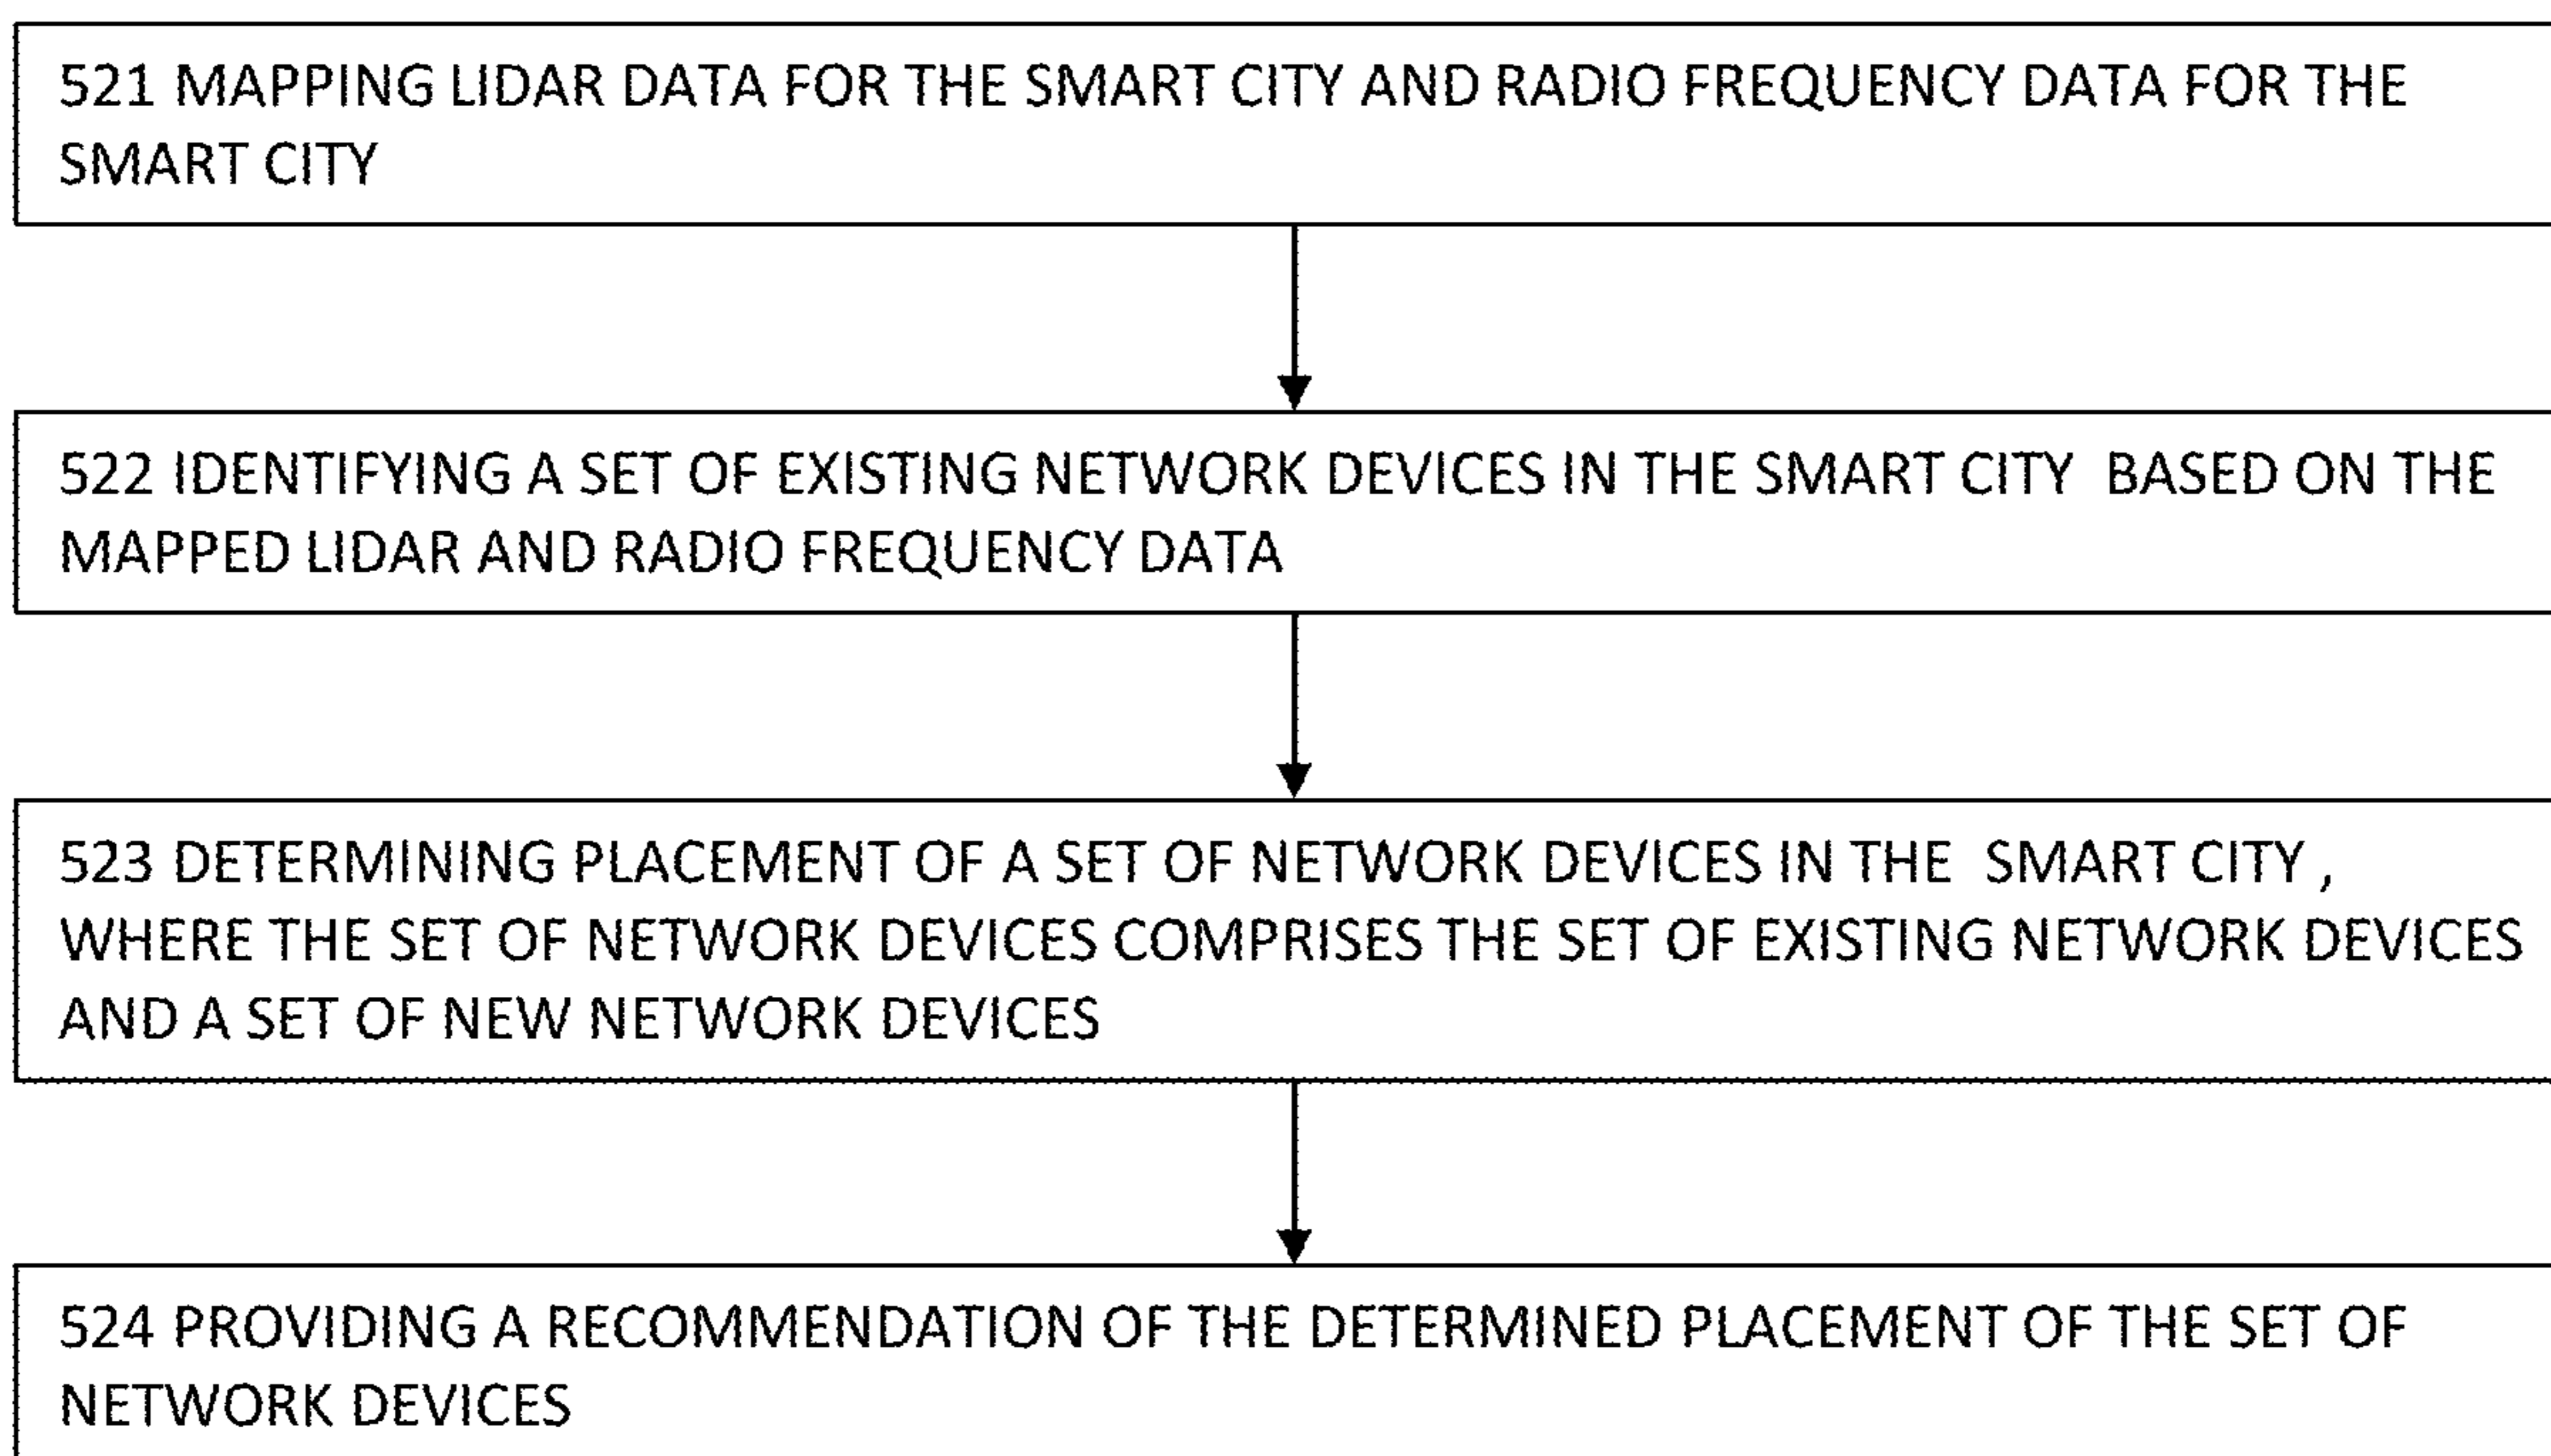 521 MAPPING LIDAR DATA FOR THE SMART CITY AND RADIO FREQUENCY DATA FOR THE
SMART CITY
522 IDENTIFYING A SET OF EXISTING NETWORK DEVICES IN THE SMART CITY  BASED ON THE
MAPPED LIDAR AND RADIO FREQUENCY DATA
523 DETERMINING PLACEMENT OF A SET OF NETWORK DEVICES IN THE  SMART CITY ,
WHERE THE SET OF NETWORK DEVICES COMPRISES THE SET OF EXISTING NETWORK DEVICES
AND A SET OF NEW NETWORK DEVICES
524 PROVIDING A RECOMMENDATION OF THE DETERMINED PLACEMENT OF THE SET OF
NETWORK DEVICES